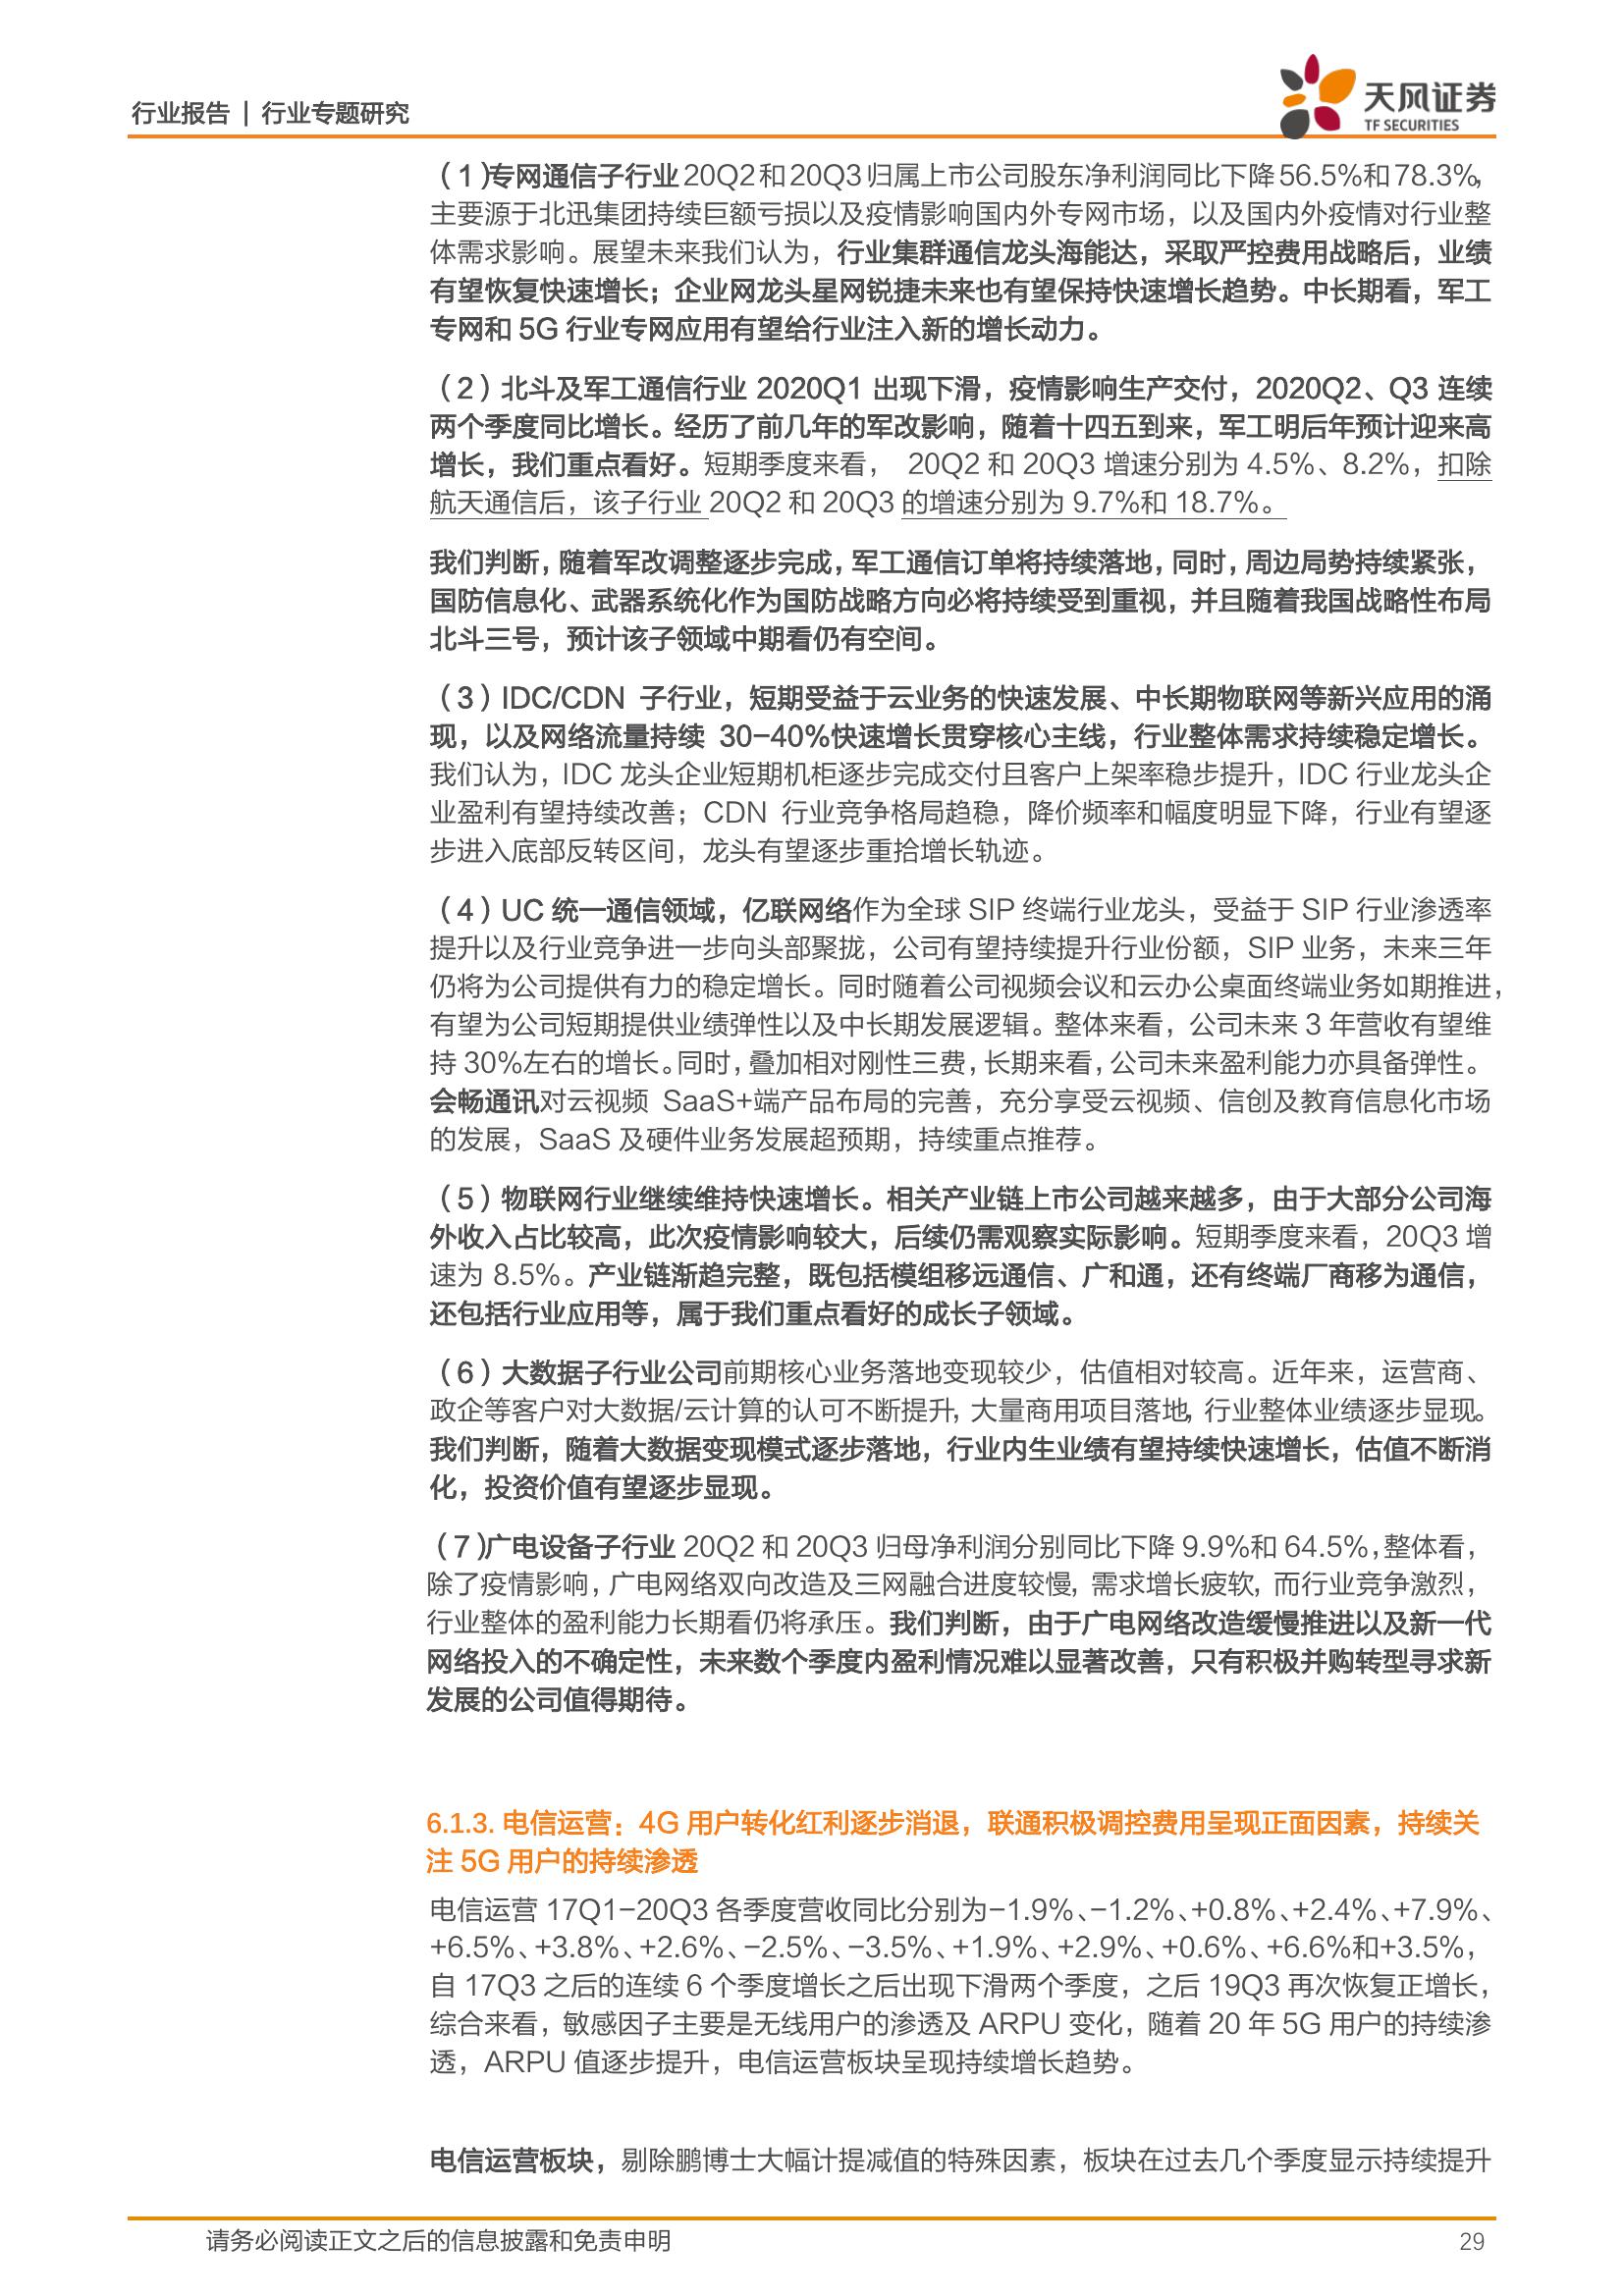 行业报告 | 行业专题研究
天风证券
TF SECURITIES
（1）专网通信子行业 20Q2 和 20Q3 归属上市公司股东净利润同比下降 56.5%和 78.3%，
主要源于北迅集团持续巨额亏损以及疫情影响国内外专网市场，以及国内外疫情对行业整
体需求影响。展望未来我们认为，行业集群通信龙头海能达，采取严控费用战略后，业绩
有望恢复快速增长；企业网龙头星网锐捷未来也有望保持快速增长趋势。中长期看，军工
专网和 5G 行业专网应用有望给行业注入新的增长动力。
（2）北斗及军工通信行业 2020Q1 出现下滑，疫情影响生产交付，2020Q2、Q3 连续
两个季度同比增长。经历了前几年的军改影响，随着十四五到来，军工明后年预计迎来高
增长，我们重点看好。短期季度来看， 20Q2 和 20Q3 增速分别为 4.5%、8.2%，扣除
航天通信后，该子行业 20Q2 和 20Q3 的增速分别为 9.7%和 18.7%。
我们判断，随着军改调整逐步完成，军工通信订单将持续落地，同时，周边局势持续紧张，
国防信息化、武器系统化作为国防战略方向必将持续受到重视，并且随着我国战略性布局
北斗三号，预计该子领域中期看仍有空间。
（3）IDC/CDN 子行业，短期受益于云业务的快速发展、中长期物联网等新兴应用的涌
现，以及网络流量持续 30-40%快速增长贯穿核心主线，行业整体需求持续稳定增长。
我们认为，IDC 龙头企业短期机柜逐步完成交付且客户上架率稳步提升，IDC 行业龙头企
业盈利有望持续改善；CDN 行业竞争格局趋稳，降价频率和幅度明显下降，行业有望逐
步进入底部反转区间，龙头有望逐步重拾增长轨迹。
（4）UC 统一通信领域，亿联网络作为全球 SIP 终端行业龙头，受益于 SIP 行业渗透率
提升以及行业竞争进一步向头部聚拢，公司有望持续提升行业份额，SIP 业务，未来三年
仍将为公司提供有力的稳定增长。同时随着公司视频会议和云办公桌面终端业务如期推进，
有望为公司短期提供业绩弹性以及中长期发展逻辑。整体来看，公司未来 3 年营收有望维
持 30%左右的增长。同时，叠加相对刚性三费，长期来看，公司未来盈利能力亦具备弹性。
会畅通讯对云视频 SaaS+端产品布局的完善，充分享受云视频、信创及教育信息化市场
的发展，SaaS 及硬件业务发展超预期，持续重点推荐。
（5）物联网行业继续维持快速增长。相关产业链上市公司越来越多，由于大部分公司海
外收入占比较高，此次疫情影响较大，后续仍需观察实际影响。短期季度来看，20Q3 增
速为 8.5%。产业链渐趋完整，既包括模组移远通信、广和通，还有终端厂商移为通信，
还包括行业应用等，属于我们重点看好的成长子领域。
（6）大数据子行业公司前期核心业务落地变现较少，估值相对较高。近年来，运营商、
政企等客户对大数据/云计算的认可不断提升，大量商用项目落地，行业整体业绩逐步显现。
我们判断，随着大数据变现模式逐步落地，行业内生业绩有望持续快速增长，估值不断消
化，投资价值有望逐步显现。
（7）广电设备子行业 20Q2 和 20Q3 归母净利润分别同比下降 9.9%和 64.5%，整体看，
除了疫情影响，广电网络双向改造及三网融合进度较慢，需求增长疲软，而行业竞争激烈，
行业整体的盈利能力长期看仍将承压。我们判断，由于广电网络改造缓慢推进以及新一代
网络投入的不确定性，未来数个季度内盈利情况难以显著改善，只有积极并购转型寻求新
发展的公司值得期待。
6.1.3. 电信运营：4G 用户转化红利逐步消退，联通积极调控费用呈现正面因素，持续关
注 5G 用户的持续渗透
电信运营 17Q1-20Q3 各季度营收同比分别为-1.9%、-1.2%、+0.8%、+2.4%、+7.9%、
+6.5%、+3.8%、+2.6%、-2.5%、-3.5%、+1.9%、+2.9%、+0.6%、+6.6%和+3.5%，
自 17Q3 之后的连续 6 个季度增长之后出现下滑两个季度，之后 19Q3 再次恢复正增长，
综合来看，敏感因子主要是无线用户的渗透及 ARPU 变化，随着 20 年 5G 用户的持续渗
透，ARPU 值逐步提升，电信运营板块呈现持续增长趋势。
电信运营板块，剔除鹏博士大幅计提减值的特殊因素，板块在过去几个季度显示持续提升
请务必阅读正文之后的信息披露和免责申明
29